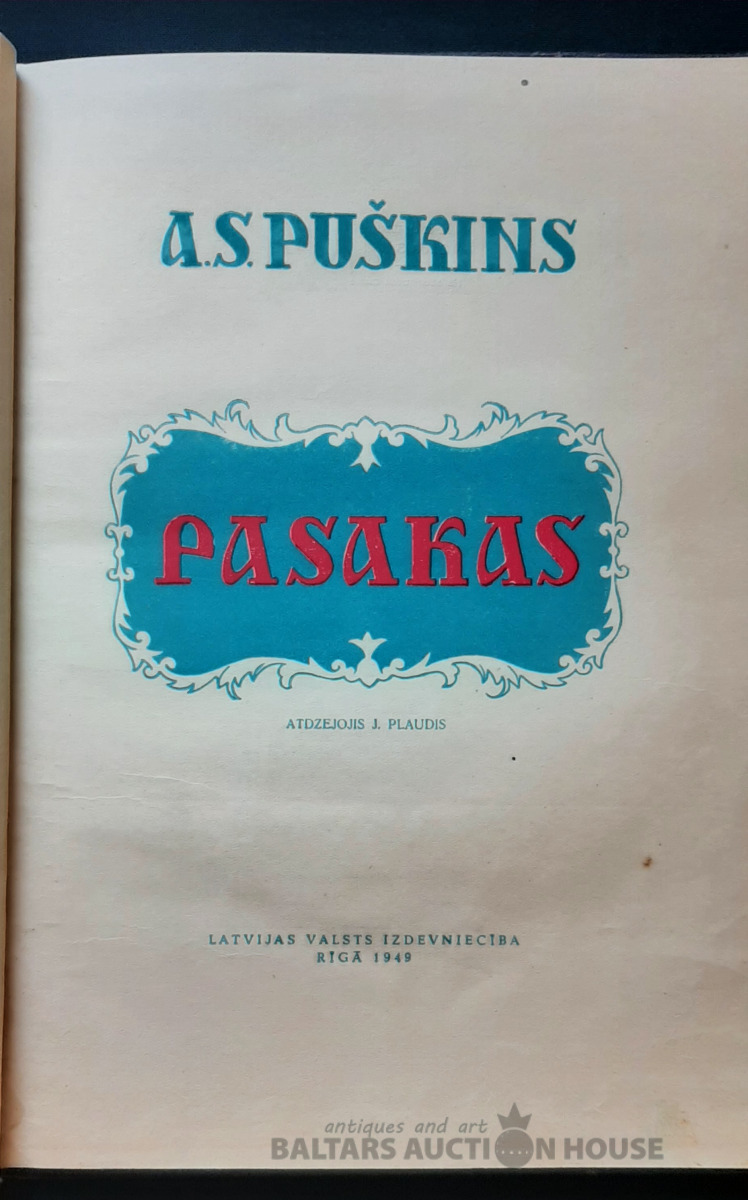 A.S. PUŠKINS
PASAKAS
ATDZEJOJIS J. PLAUDIS
LATVIJAS VALSTS IZDEVNIECĪBA
RĪGĀ 1949
antiques and art
BALTARS AUCTION HOUSE